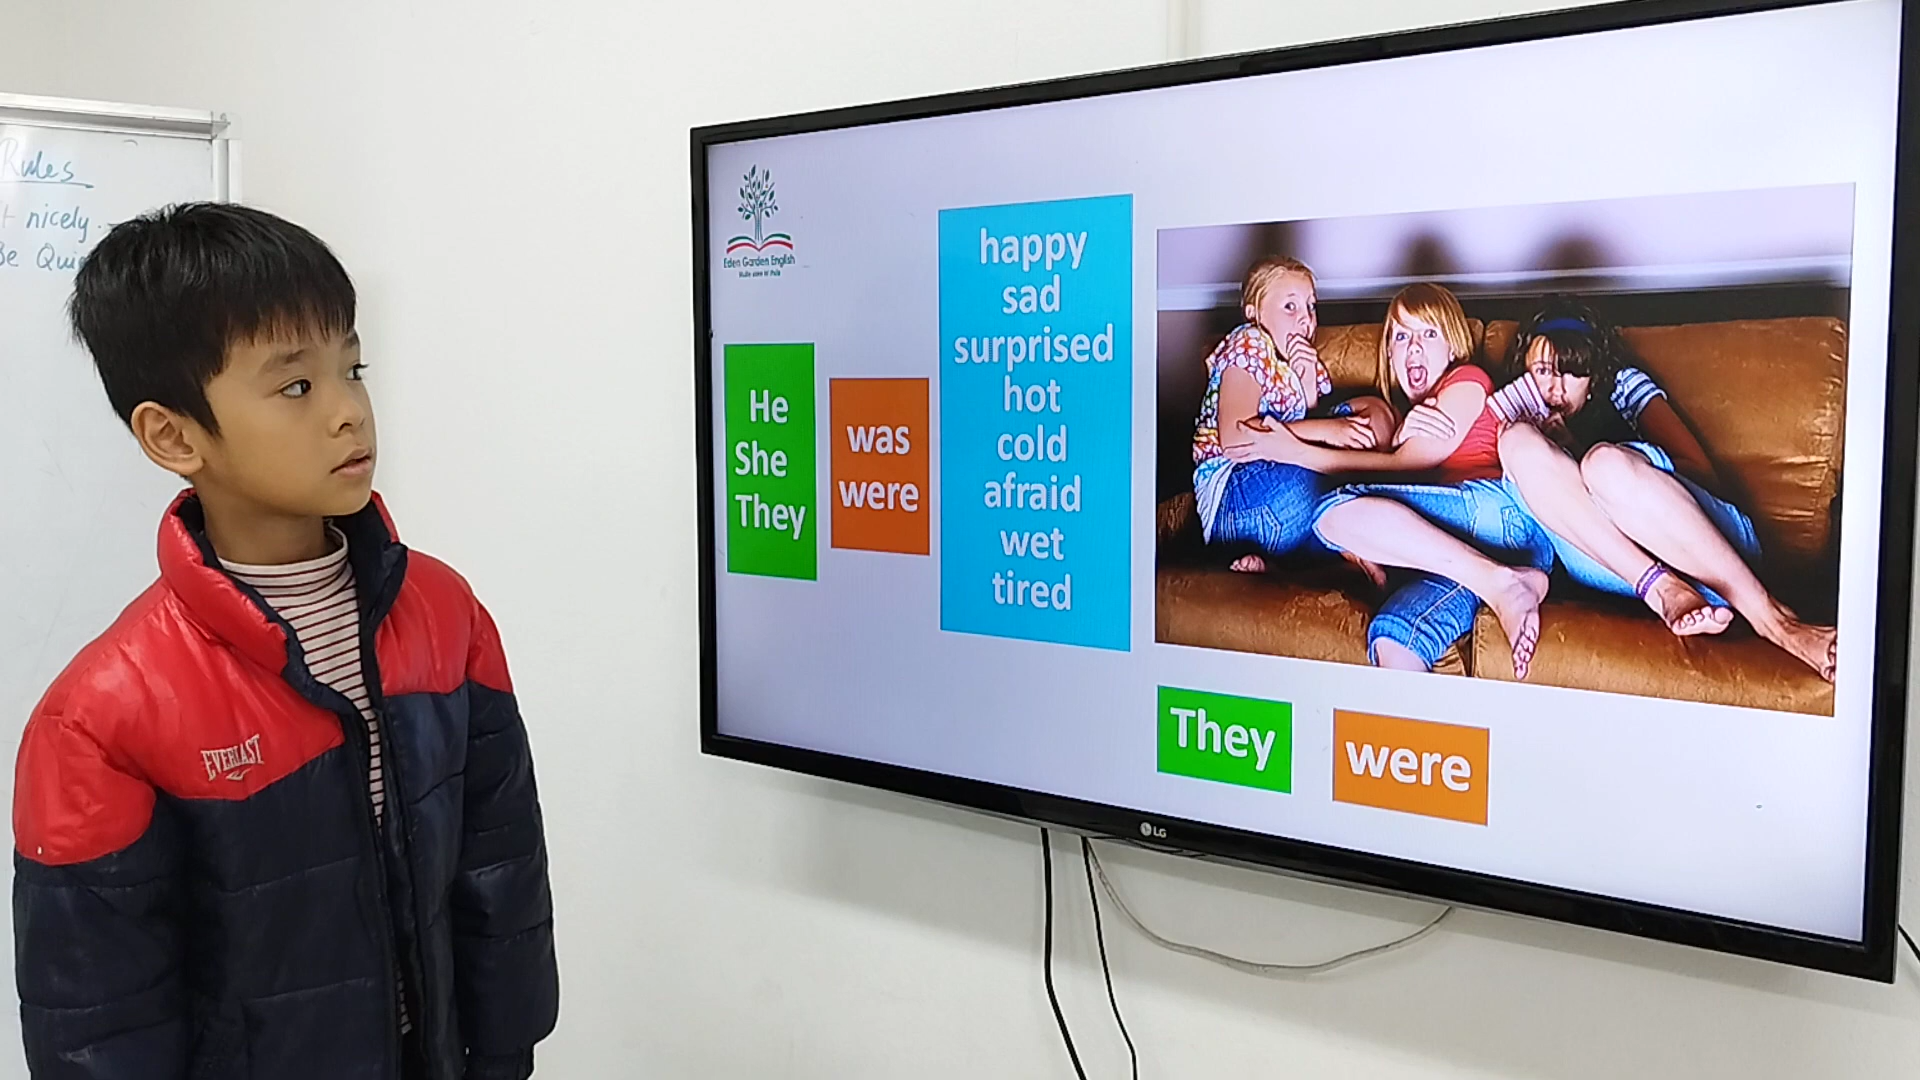 Rules
nicely.
Be
EVERLAST
Eden Garden English
He
She
They
was
were
happy
sad
surprised
hot
cold
afraid
wet
tired
They
were
LG